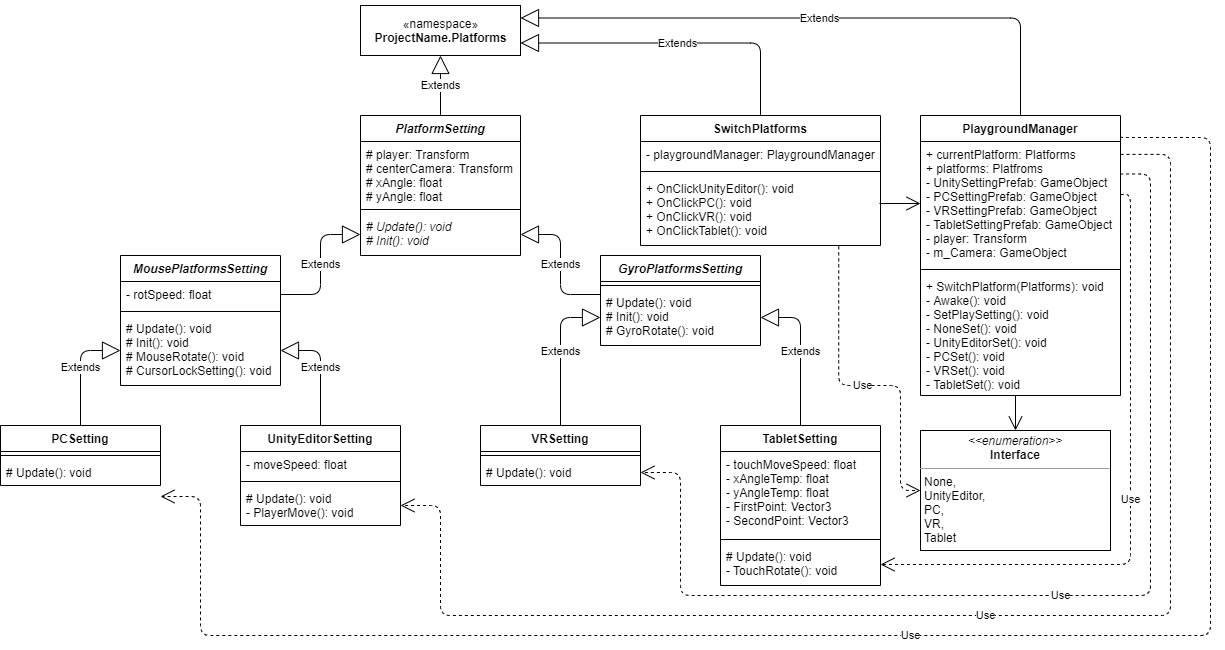 «namespace»
ProjectName.Platforms
Extends
Extends
Extends
PlatformSetting
# player: Transform
# centerCamera: Transform
# xAngle: float
# yAngle: float
# Update(): void
# Init(): void
SwitchPlatforms
- playgroundManager: PlaygroundManager
+ OnClickUnityEditor(): void
+ OnClickPC(): void
+ OnClickVR(): void
+ OnClickTablet(): void
PlaygroundManager
+ currentPlatform: Platforms
+ platforms: Platfroms
- UnitySettingPrefab: GameObject
- PCSettingPrefab: GameObject
- VRSettingPrefab: GameObject
- TabletSettingPrefab: GameObject
- player: Transform
- m_Camera: GameObject
+ SwitchPlatform(Platforms): void
- Awake(): void
- SetPlaySetting(): void
- NoneSet(): void
- UnityEditorSet(): void
- PCSet(): void
- VRSet(): void
- TabletSet(): void
Extends
Extends
MousePlatformsSetting
- rotSpeed: float
# Update(): void
# Init(): void
# MouseRotate(): void
# CursorLockSetting(): void
GyroPlatformsSetting
# Update(): void
# Init(): void
# GyroRotate(): void
Extends
Extends
Extends
Extends
Use
PCSetting
# Update(): void
UnityEditorSetting
- moveSpeed: float
# Update(): void
- PlayerMove(): void
VRSetting
# Update(): void
TabletSetting
- touchMoveSpeed: float
- xAngleTemp: float
- yAngleTemp: float
- FirstPoint: Vector3
- SecondPoint: Vector3
# Update(): void
- TouchRotate(): void
<<enumeration>>
Interface
None,
UnityEditor,
PC,
VR,
Tablet
Use
Use
Use
Use